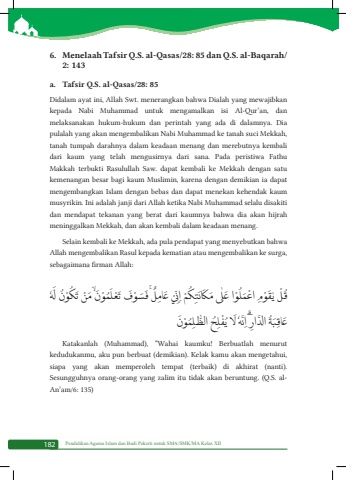 6. Menelaah Tafsir Q.S. al-Qasas/28: 85 dan Q.S. al-Baqarah/
2: 143
a. Tafsir Q.S. al-Qasas/28: 85
Didalam ayat ini, Allah Swt. menerangkan bahwa Dialah yang mewajibkan
kepada Nabi Muhammad untuk mengamalkan isi Al-Qur'an, dan
melaksanakan hukum-hukum dan perintah yang ada di dalamnya. Dia
pulalah yang akan mengembalikan Nabi Muhammad ke tanah suci Mekkah,
tanah tumpah darahnya dalam keadaan menang dan merebutnya kembali
dari kaum yang telah mengusirnya dari sana. Pada peristiwa Fathu
Makkah terbukti Rasulullah Saw. dapat kembali ke Mekkah dengan satu
kemenangan besar bagi kaum Muslimin, karena dengan demikian ia dapat
mengembangkan Islam dengan bebas dan dapat menekan kehendak kaum
musyrikin. Ini adalah janji dari Allah ketika Nabi Muhammad selalu disakiti
dan mendapat tekanan yang berat dari kaumnya bahwa dia akan hijrah
meninggalkan Mekkah, dan akan kembali dalam keadaan menang.
Selain kembali ke Mekkah, ada pula pendapat yang menyebutkan bahwa
Allah mengembalikan Rasul kepada kematian atau mengembalikan ke surga,
sebagaimana firman Allah:
قُلْ يٰقَوْمِ اعْمَلُوْا عَلٰى مَكَانَتِكُمْ اِنِّيْ عَامِلٌۚ فَسَوْفَ تَعْلَمُوْنَۙ مَنْ تَكُوْنُ لَهٗ
عَاقِبَةُ الدَّارِۗ اِنَّهٗ لَا يُفْلِحُ الظّٰلِمُوْنَ
Katakanlah (Muhammad), "Wahai kaumku! Berbuatlah menurut
kedudukanmu, aku pun berbuat (demikian). Kelak kamu akan mengetahui,
siapa yang akan memperoleh tempat (terbaik) di akhirat (nanti).
Sesungguhnya orang-orang yang zalim itu tidak akan beruntung. (Q.S. al-
An'am/6: 135)
182 Pendidikan Agama Islam dan Budi Pekerti untuk SMA/SMK/MA Kelas XII